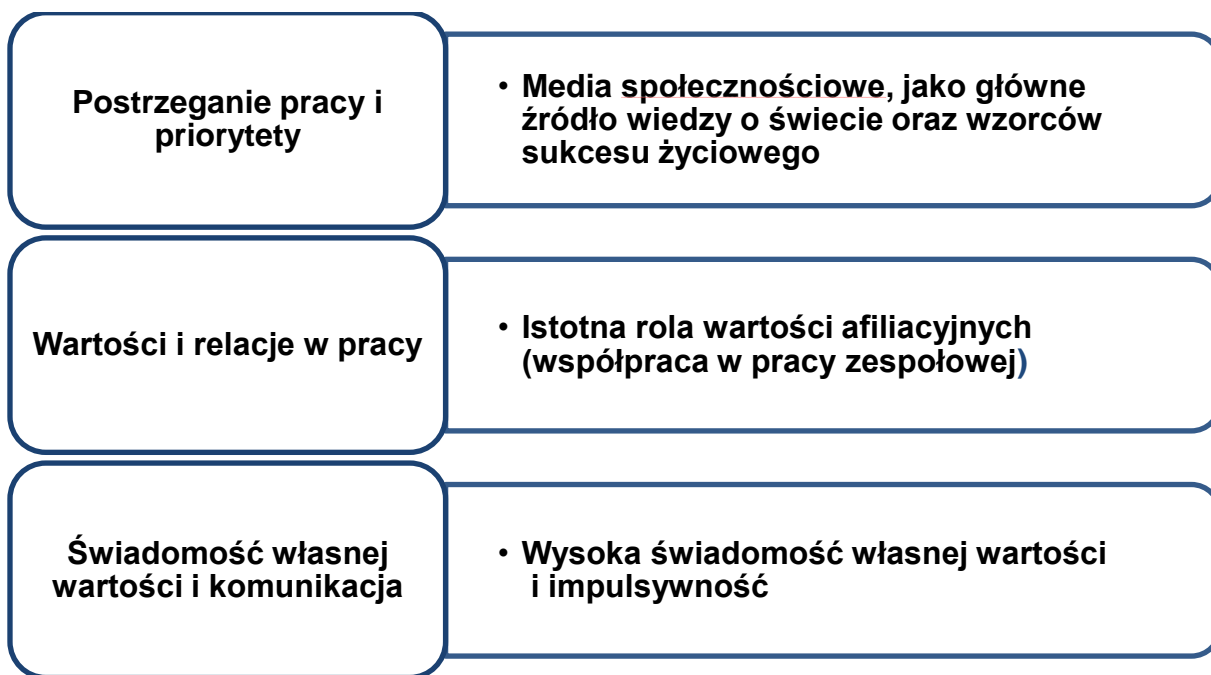 Postrzeganie pracy i
priorytety
• Media społecznościowe, jako główne
źródło wiedzy o świecie oraz wzorców
sukcesu życiowego
Wartości i relacje w pracy
• Istotna rola wartości afiliacyjnych
(współpraca w pracy zespołowej)
Świadomość własnej
wartości i komunikacja
• Wysoka świadomość własnej wartości
i impulsywność